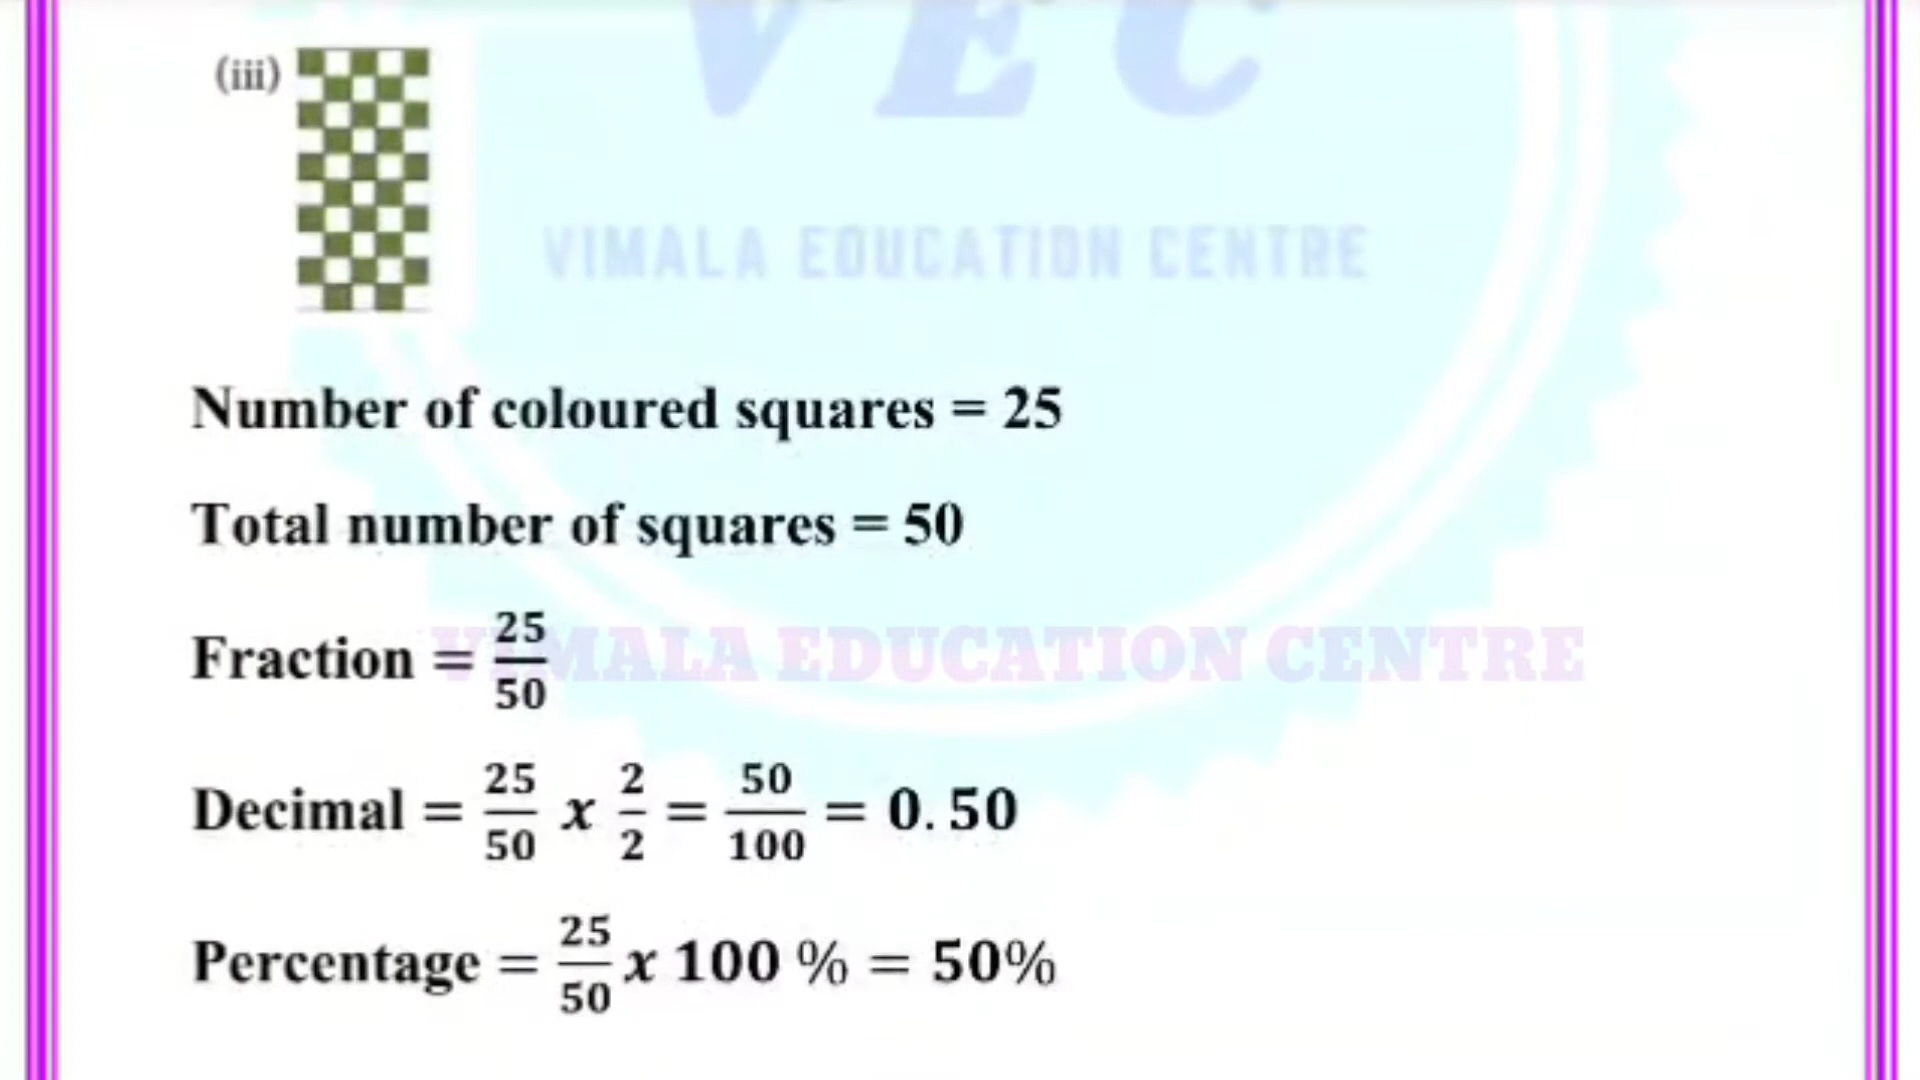 VEC
(iii)
VIMALA EDUCATION CENTRE
Number of coloured squares = 25
Total number of squares = 50
VIMALA EDUCATION CENTRE
Fraction = 25/50
Decimal = 25/50 x 2/2 = 50/100 = 0.50
Percentage = 25/50 x 100 % = 50%